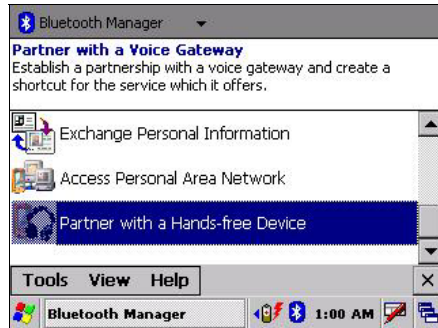 Bluetooth Manager
Partner with a Voice Gateway
Establish a partnership with a voice gateway and create a
shortcut for the service which it offers.
Exchange Personal Information
Access Personal Area Network
Partner with a Hands-free Device
Tools View Help
Bluetooth Manager 1:00 AM